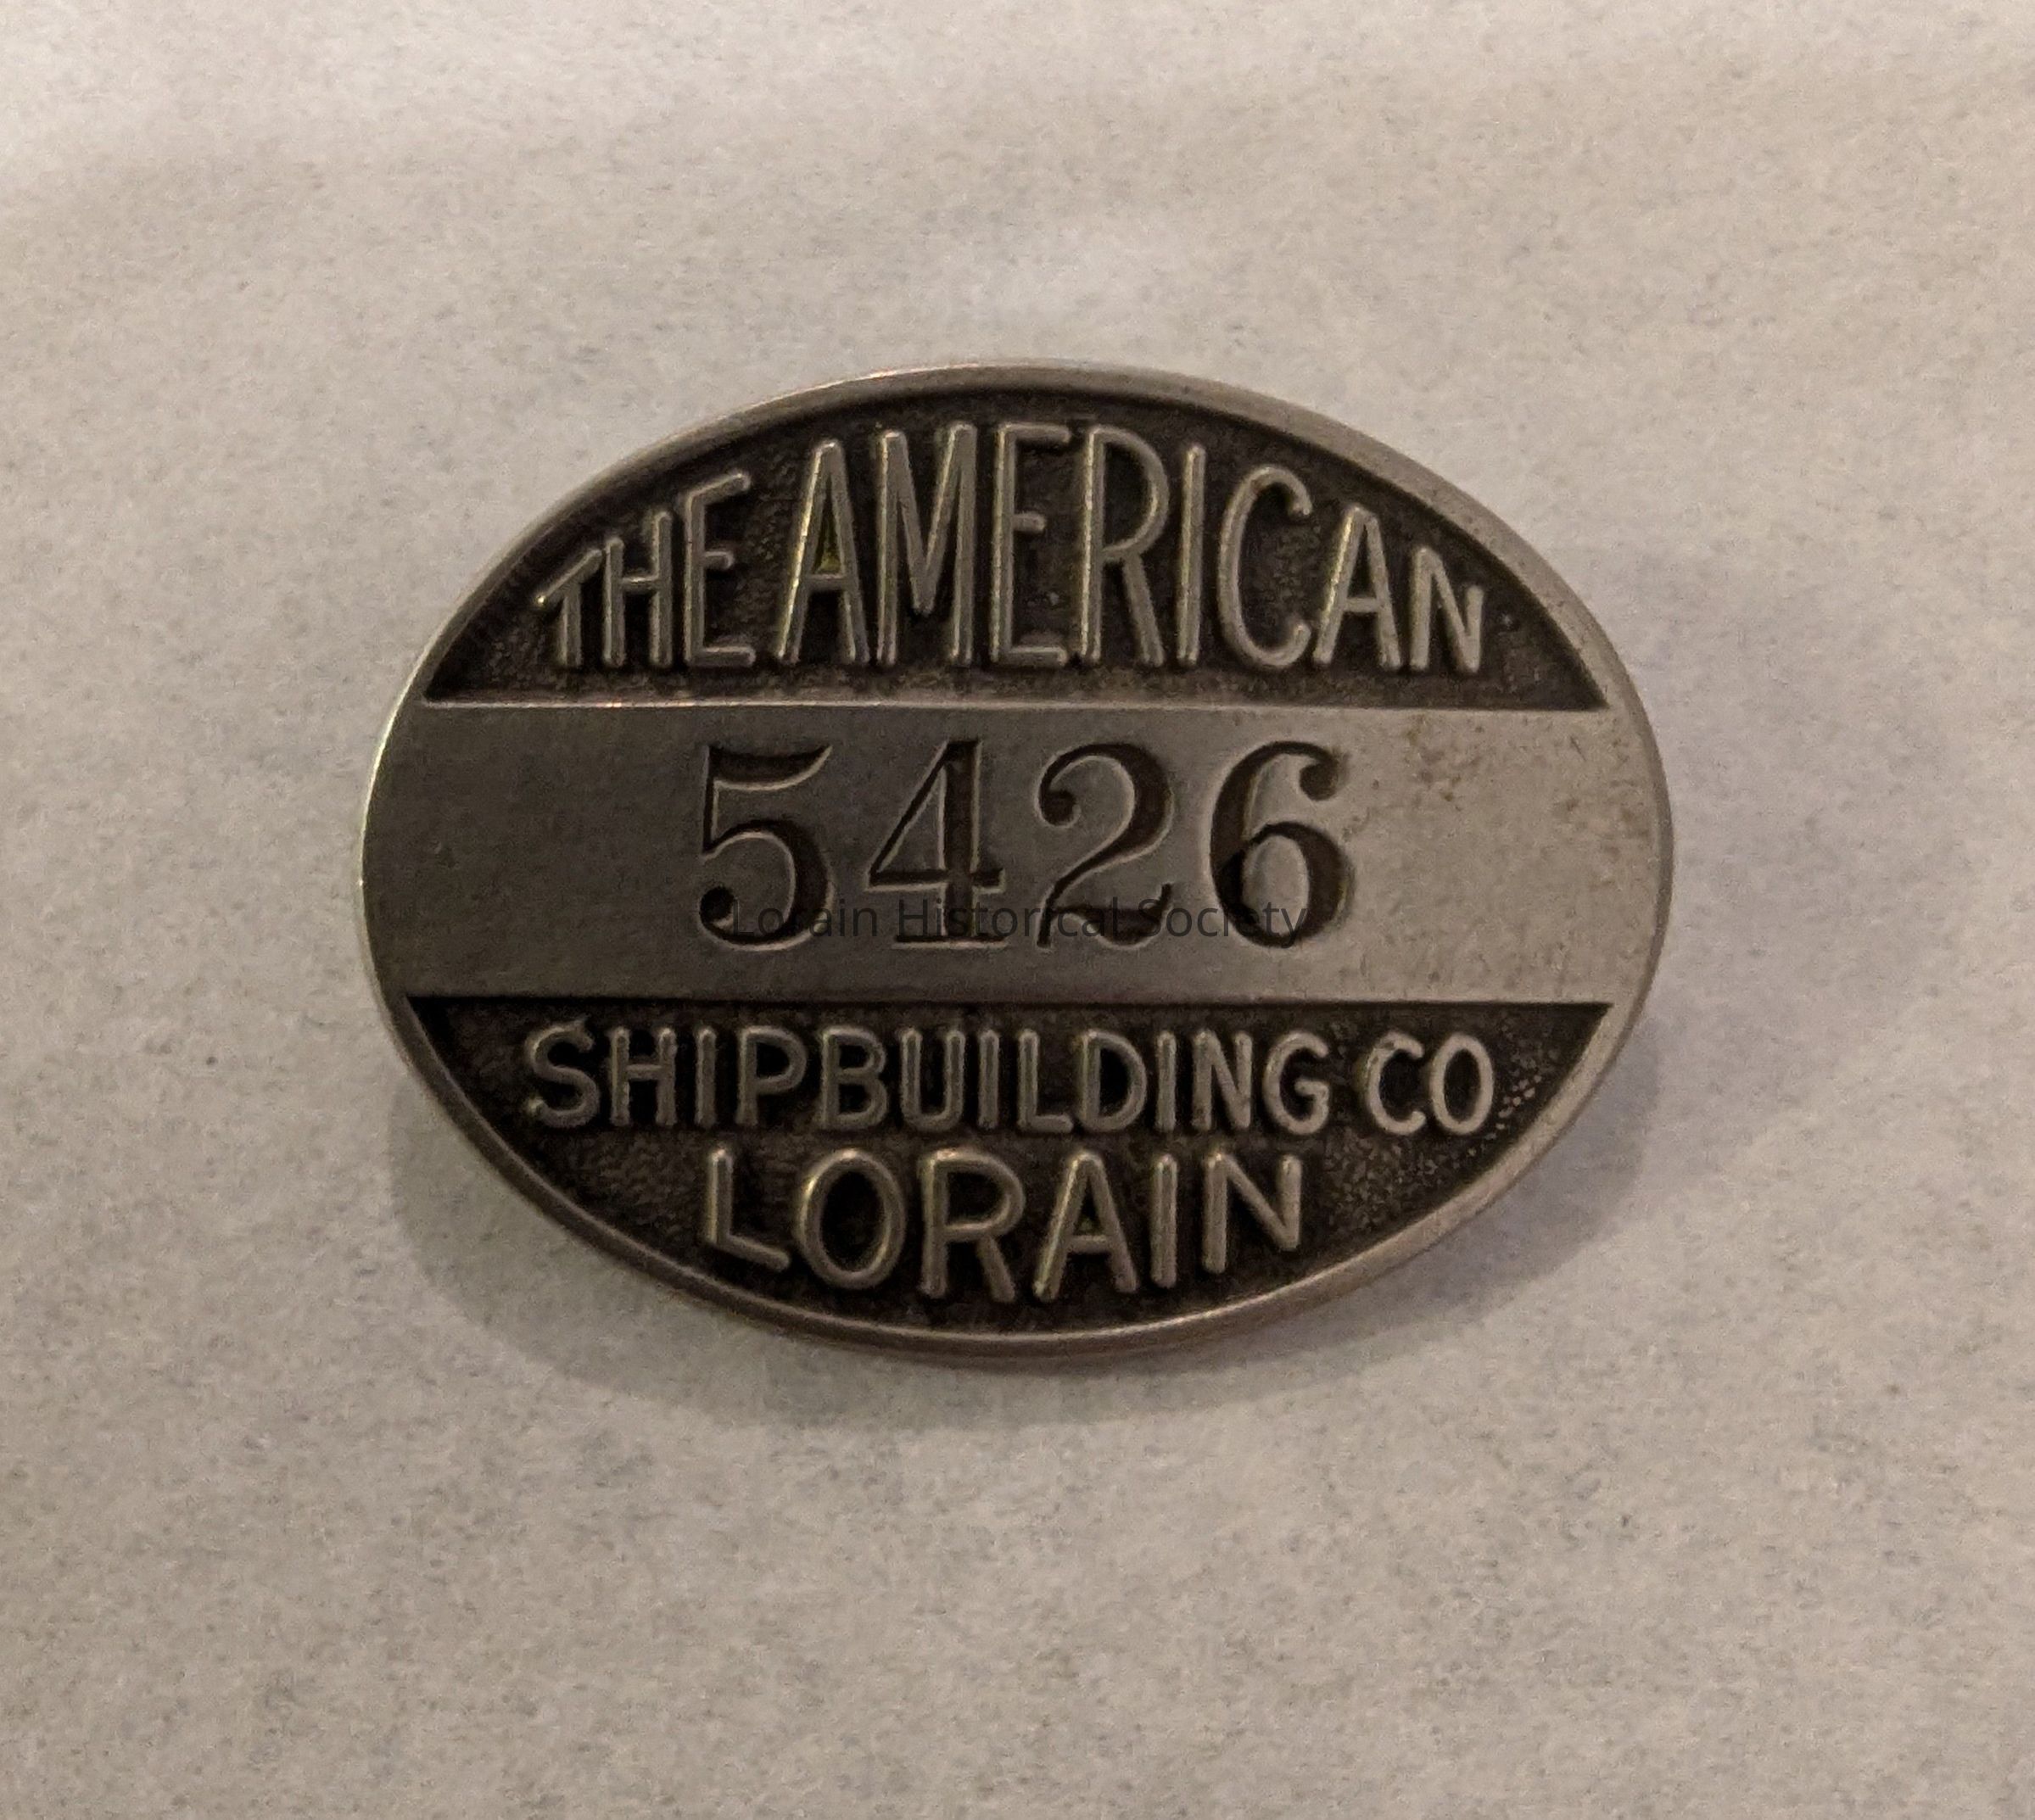 THE AMERICAN
5426
Lorain Historical Society
SHIPBUILDING CO
LORAIN